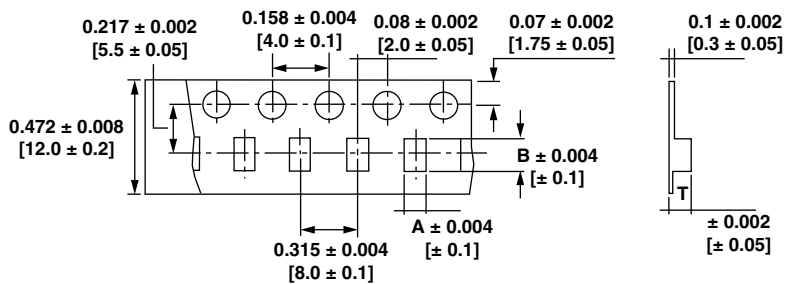 0.217 ± 0.002
[5.5 ± 0.05]
0.158 ± 0.004
[4.0 ± 0.1]
0.08 ± 0.002
[2.0 ± 0.05]
0.07 ± 0.002
[1.75 ± 0.05]
0.1 ± 0.002
[0.3 ± 0.05]
0.472 ± 0.008
[12.0 ± 0.2]
B ± 0.004
[± 0.1]
T
± 0.002
[± 0.05]
A ± 0.004
[± 0.1]
0.315 ± 0.004
[8.0 ± 0.1]